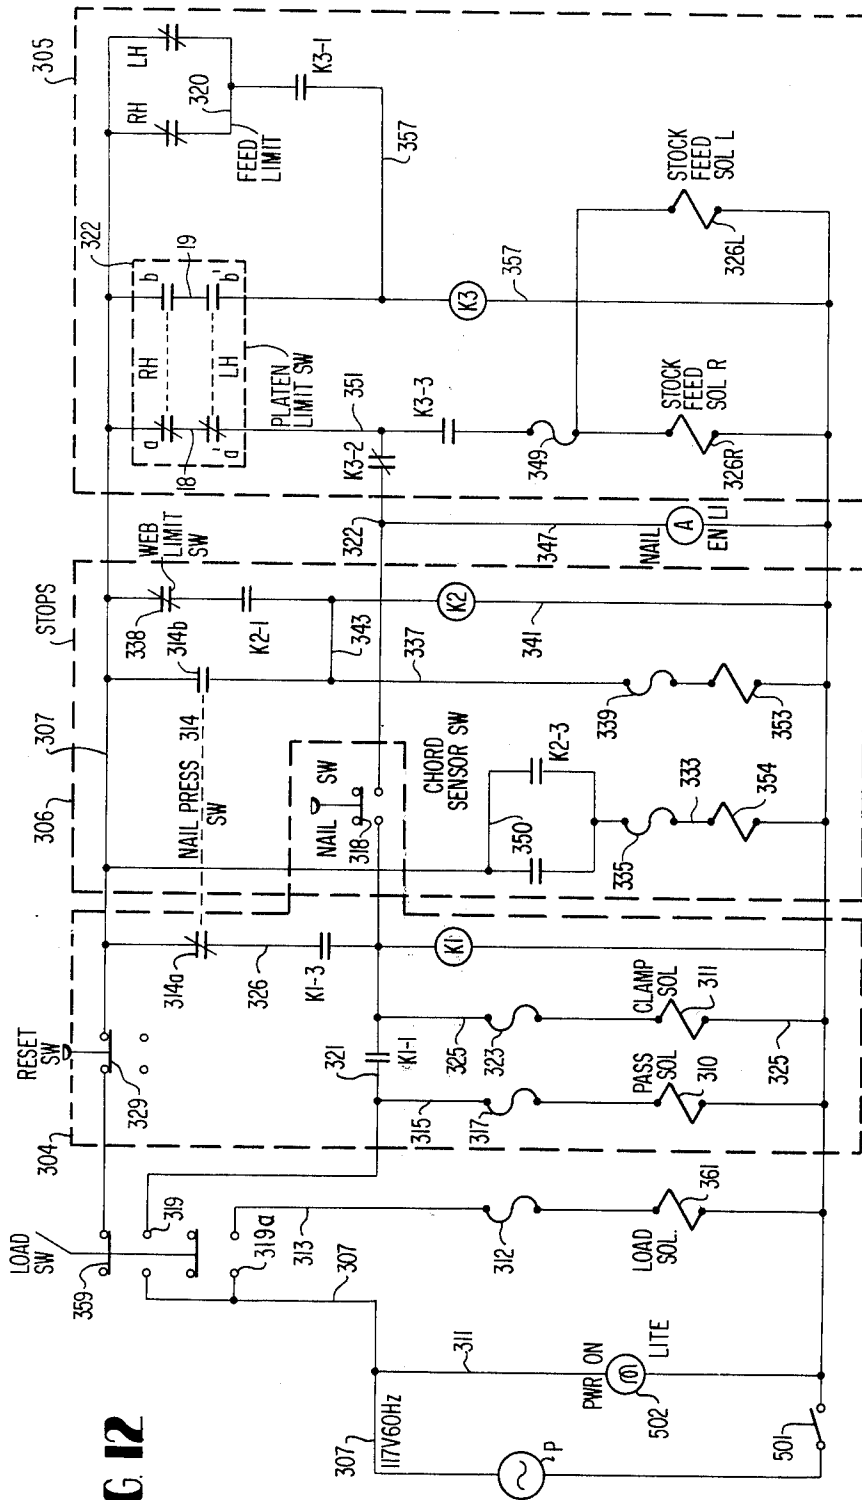 G. 12
305
LH
RH
320
FEED
LIMIT
K3-1
357
322
b
19
b'
RH
LH
a
18
a'
PLATEN
LIMIT SW
351
K3-3
K3-2
349
K3
357
STOCK
FEED
SOL L
326L
STOCK
FEED
SOL R
326R
322
347
NAIL
A
EN LI
STOPS
WEB
LIMIT
SW
338
314b
K2-1
343
K2
341
337
339
353
307
306
314
NAIL PRESS
SW
NAIL SW
318
CHORD
SENSOR SW
K2-3
350
335
333
354
RESET
SW
329
304
314a
326
K1-3
K1
321
K1-1
325
323
CLAMP
SOL
311
325
315
317
PASS
SOL
310
LOAD
SW
359
319
319a
313
307
312
LOAD
SOL.
361
311
PWR ON
LITE
502
307
117V60Hz
P
501